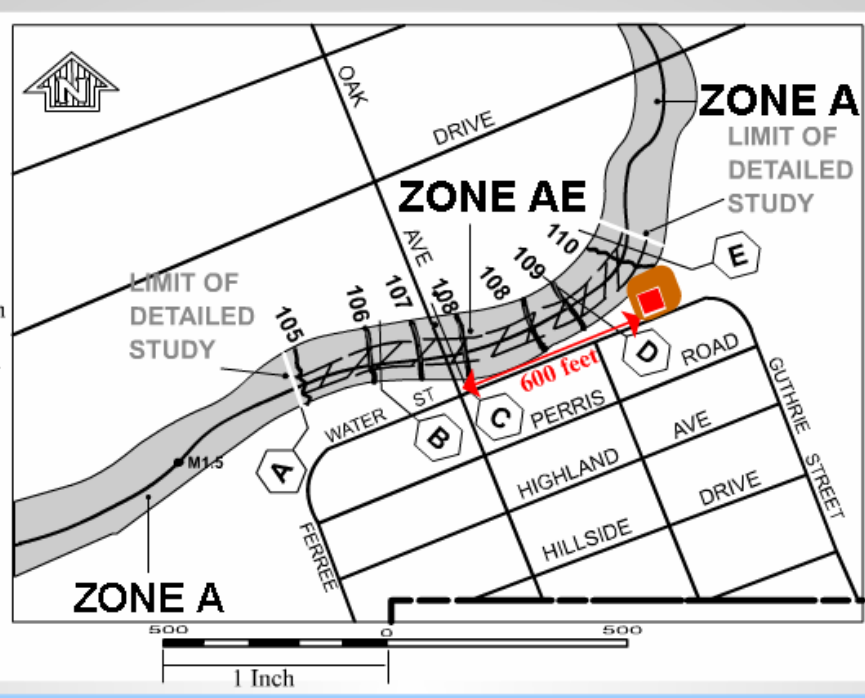 N
OAK
DRIVE
ZONE A
LIMIT OF
DETAILED
STUDY
ZONE AE
AVE
110
E
109
108
108
107
106
105
LIMIT OF
DETAILED
STUDY
D
ROAD
600 feet
GUTHRIE
STREET
ST
WATER
C
PERRIS
B
AVE
A
M1.5
HIGHLAND
DRIVE
HILLSIDE
FERREE
ZONE A
500 0 500
1 Inch